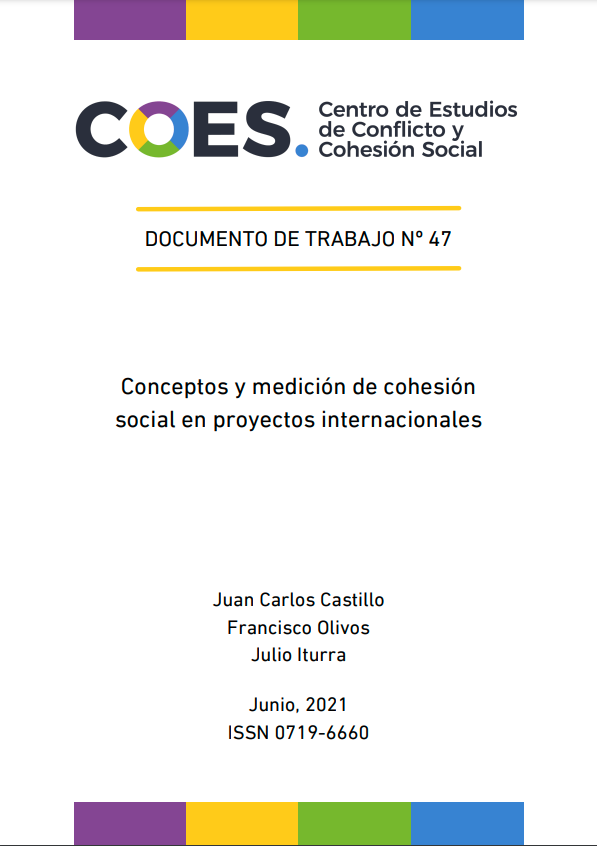 COES.
Centro de Estudios
de Conflicto y
Cohesión Social
DOCUMENTO DE TRABAJO Nº 47
Conceptos y medición de cohesión
social en proyectos internacionales
Juan Carlos Castillo
Francisco Olivos
Julio Iturra
Junio, 2021
ISSN 0719-6660